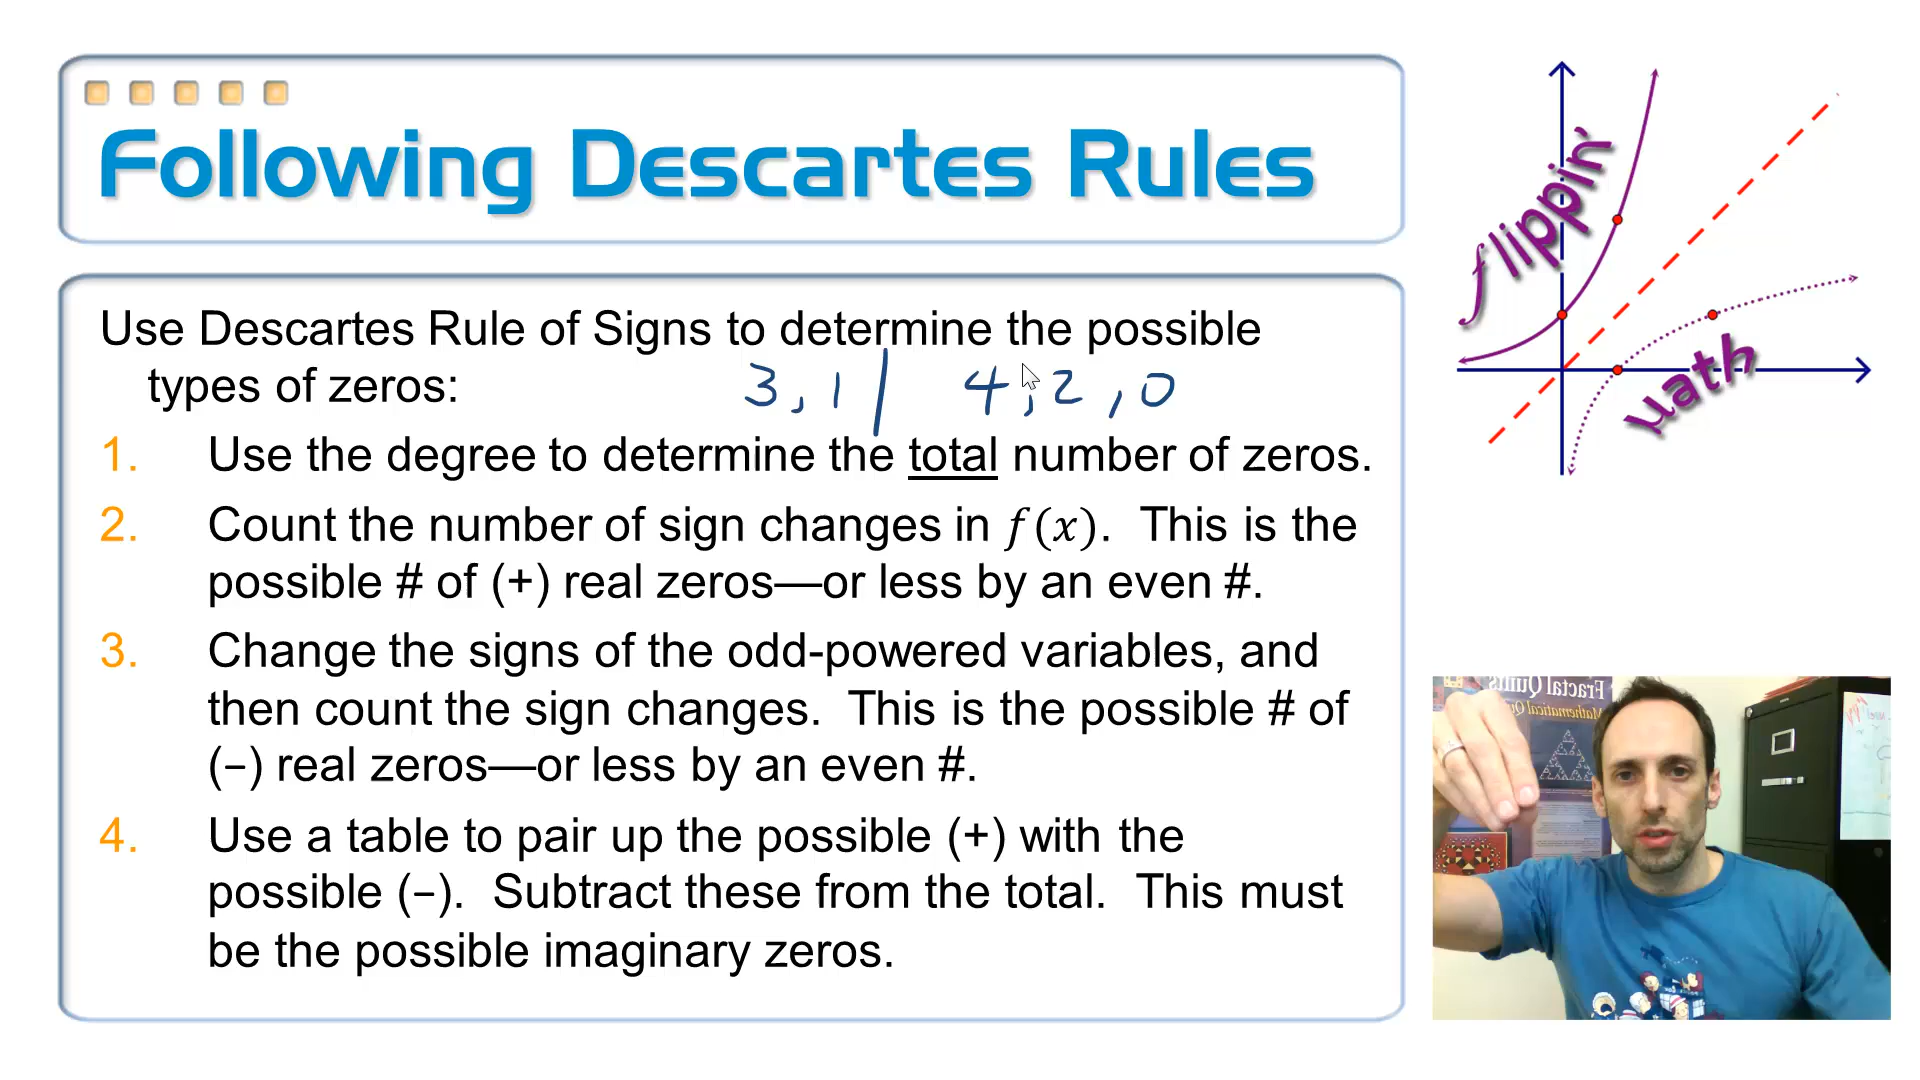 Following Descartes Rules
Use Descartes Rule of Signs to determine the possible
types of zeros:
3, 1 | 4, 2, 0
1. Use the degree to determine the total number of zeros.
2. Count the number of sign changes in f(x). This is the
possible # of (+) real zeros—or less by an even #.
3. Change the signs of the odd-powered variables, and
then count the sign changes. This is the possible # of
(−) real zeros—or less by an even #.
4. Use a table to pair up the possible (+) with the
possible (−). Subtract these from the total. This must
be the possible imaginary zeros.
flippin'
math
Fractal Quilts
Mathematical